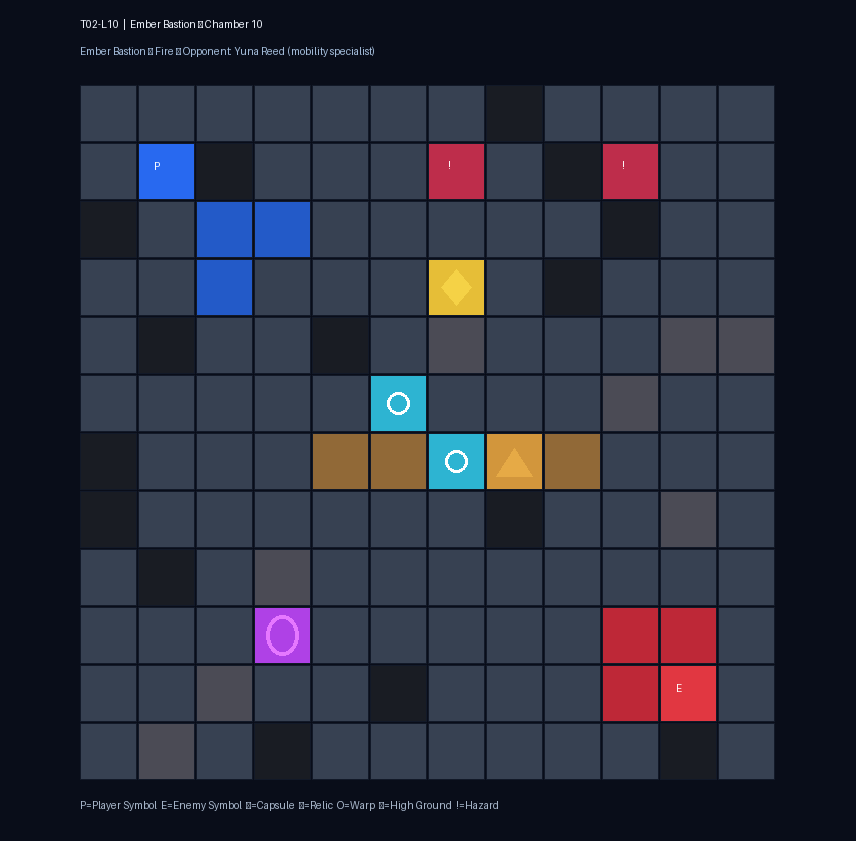 T02-L10 | Ember Bastion □ Chamber 10
Ember Bastion □ Fire □ Opponent: Yuna Reed (mobility specialist)
P
!
!
E
P=Player Symbol E=Enemy Symbol □=Capsule □=Relic O=Warp □=High Ground !=Hazard